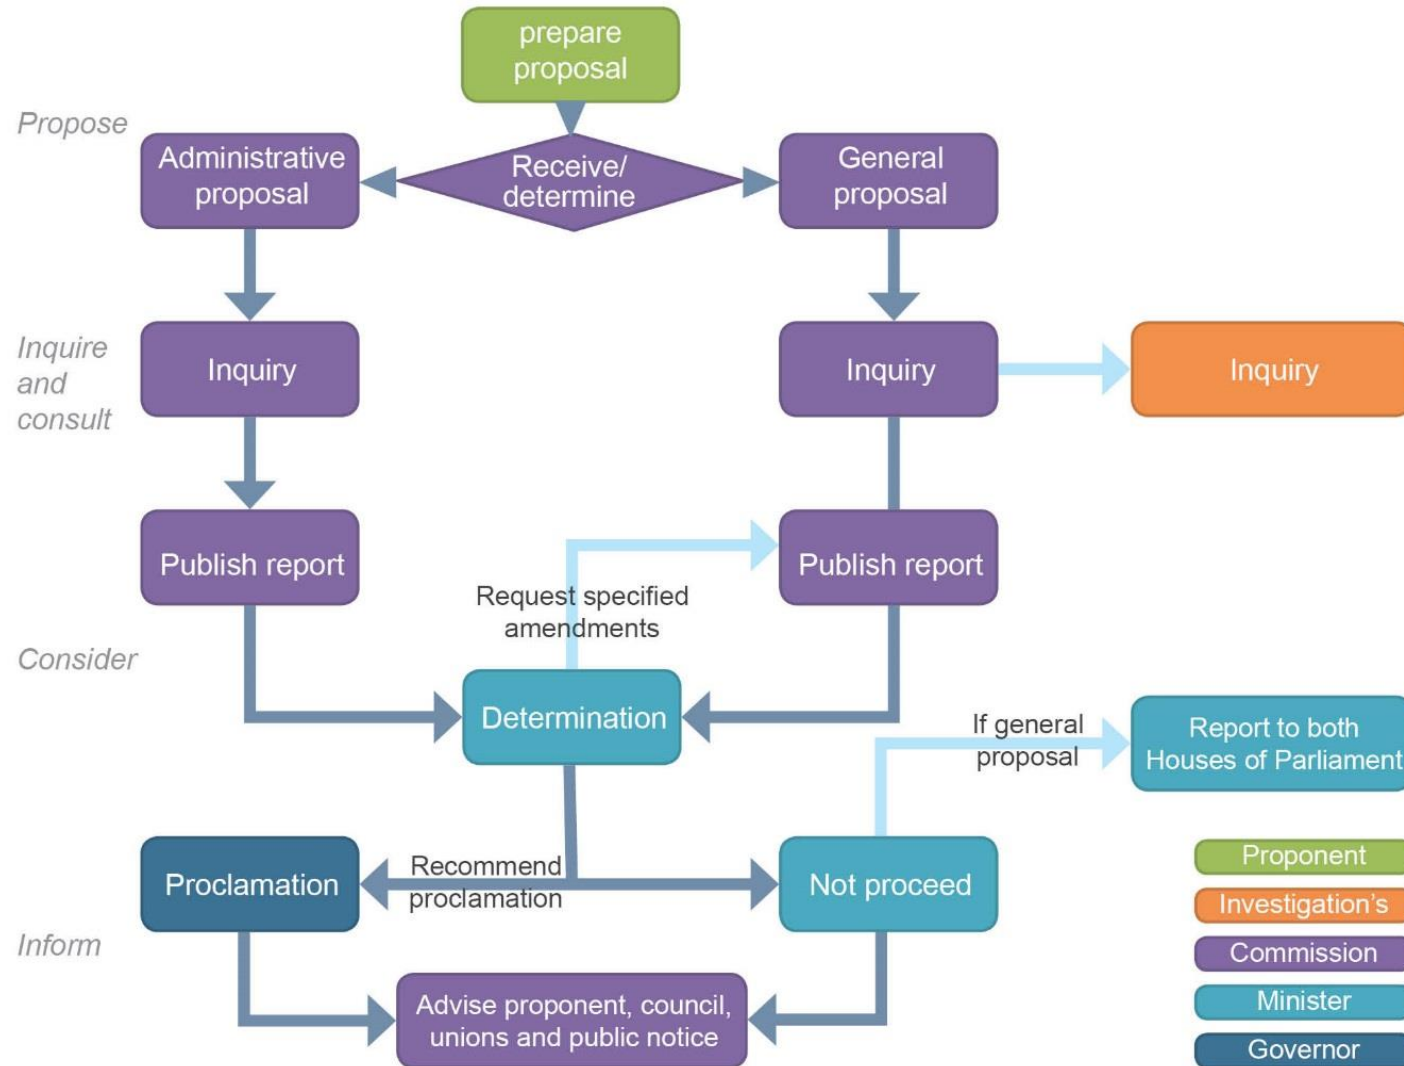 prepare
proposal
Propose
Administrative
proposal
Receive/
determine
General
proposal
Inquire
and
consult
Inquiry
Inquiry
Inquiry
Publish report
Publish report
Request specified
amendments
Consider
Determination
If general
proposal
Report to both
Houses of Parliament
Proclamation
Recommend
proclamation
Not proceed
Inform
Advise proponent, council,
unions and public notice
Proponent
Investigation's
Commission
Minister
Governor